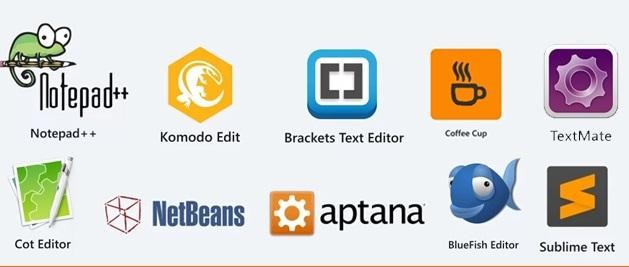 Notepad++
Notepad++
Komodo Edit
Brackets Text Editor
Coffee Cup
TextMate
Cot Editor
NetBeans
aptana
BlueFish Editor
Sublime Text